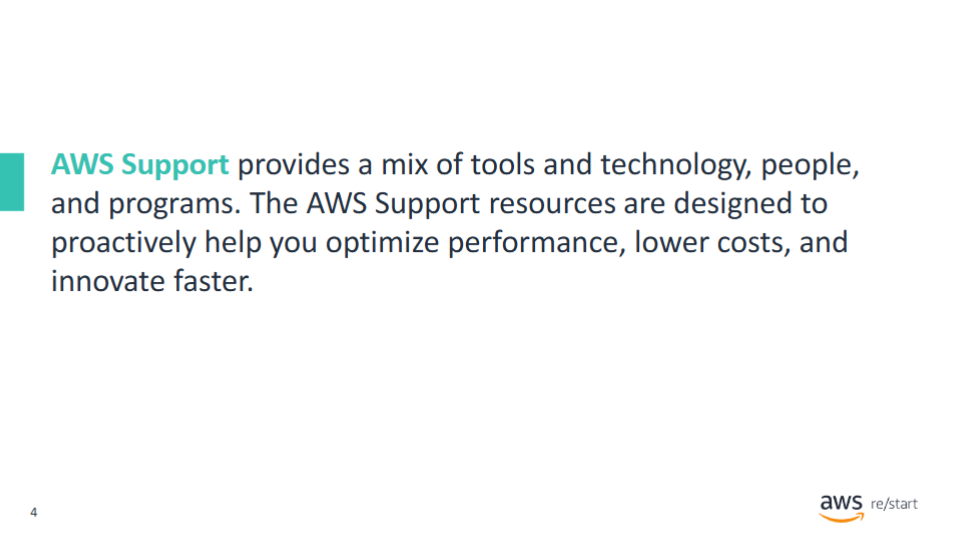 AWS Support provides a mix of tools and technology, people,
and programs. The AWS Support resources are designed to
proactively help you optimize performance, lower costs, and
innovate faster.
4
aws re/start